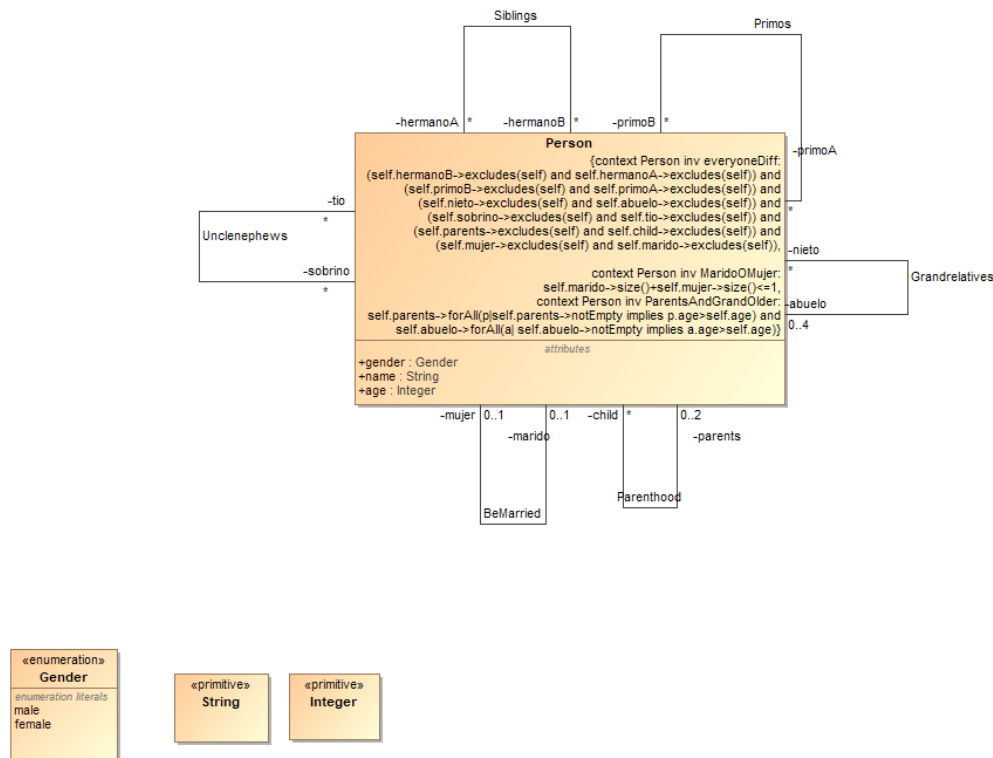 Siblings
Primos
-hermanoA
*
-hermanoB
*
-primoB
*
Person
{context Person inv everyoneDiff:
(self.hermanoB->excludes(self) and self.hermanoA->excludes(self)) and
(self.primoB->excludes(self) and self.primoA->excludes(self)) and
(self.nieto->excludes(self) and self.abuelo->excludes(self)) and
(self.sobrino->excludes(self) and self.tio->excludes(self)) and
(self.parents->excludes(self) and self.child->excludes(self)) and
(self.mujer->excludes(self) and self.marido->excludes(self)),
context Person inv MaridoOMujer:
self.marido->size()+self.mujer->size()<=1,
context Person inv ParentsAndGrandOlder:
self.parents->forAll(p|self.parents->notEmpty implies p.age>self.age) and
self.abuelo->forAll(a| self.abuelo->notEmpty implies a.age>self.age)}
attributes
+gender : Gender
+name : String
+age : Integer
-primoA
*
-tio
*
Unclenephews
-sobrino
*
-nieto
*
Grandrelatives
-abuelo
0..4
-mujer
0..1
0..1
-marido
-child
*
0..2
-parents
Parenthood
BeMarried
«enumeration»
Gender
enumeration literals
male
female
«primitive»
String
«primitive»
Integer